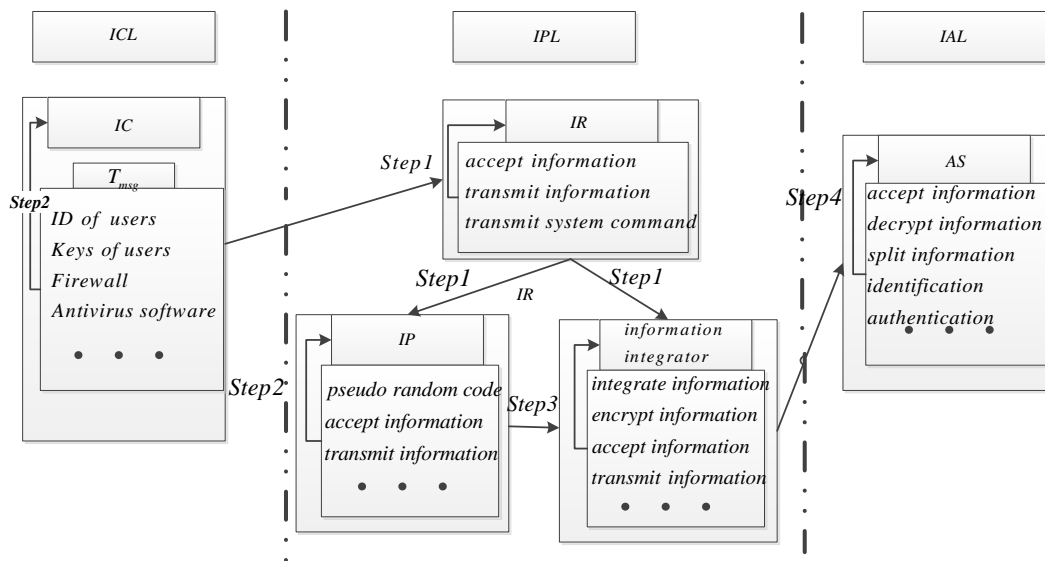 ICL
IPL
IAL
IC
T_msg
Step2
ID of users
Keys of users
Firewall
Antivirus software
• • •
Step1
IR
accept information
transmit information
transmit system command
Step1
Step1
IR
Step2
IP
pseudo random code
accept information
transmit information
• • •
Step3
information
integrator
integrate information
encrypt information
accept information
transmit information
• • •
Step4
AS
accept information
decrypt information
split information
identification
authentication
• • •